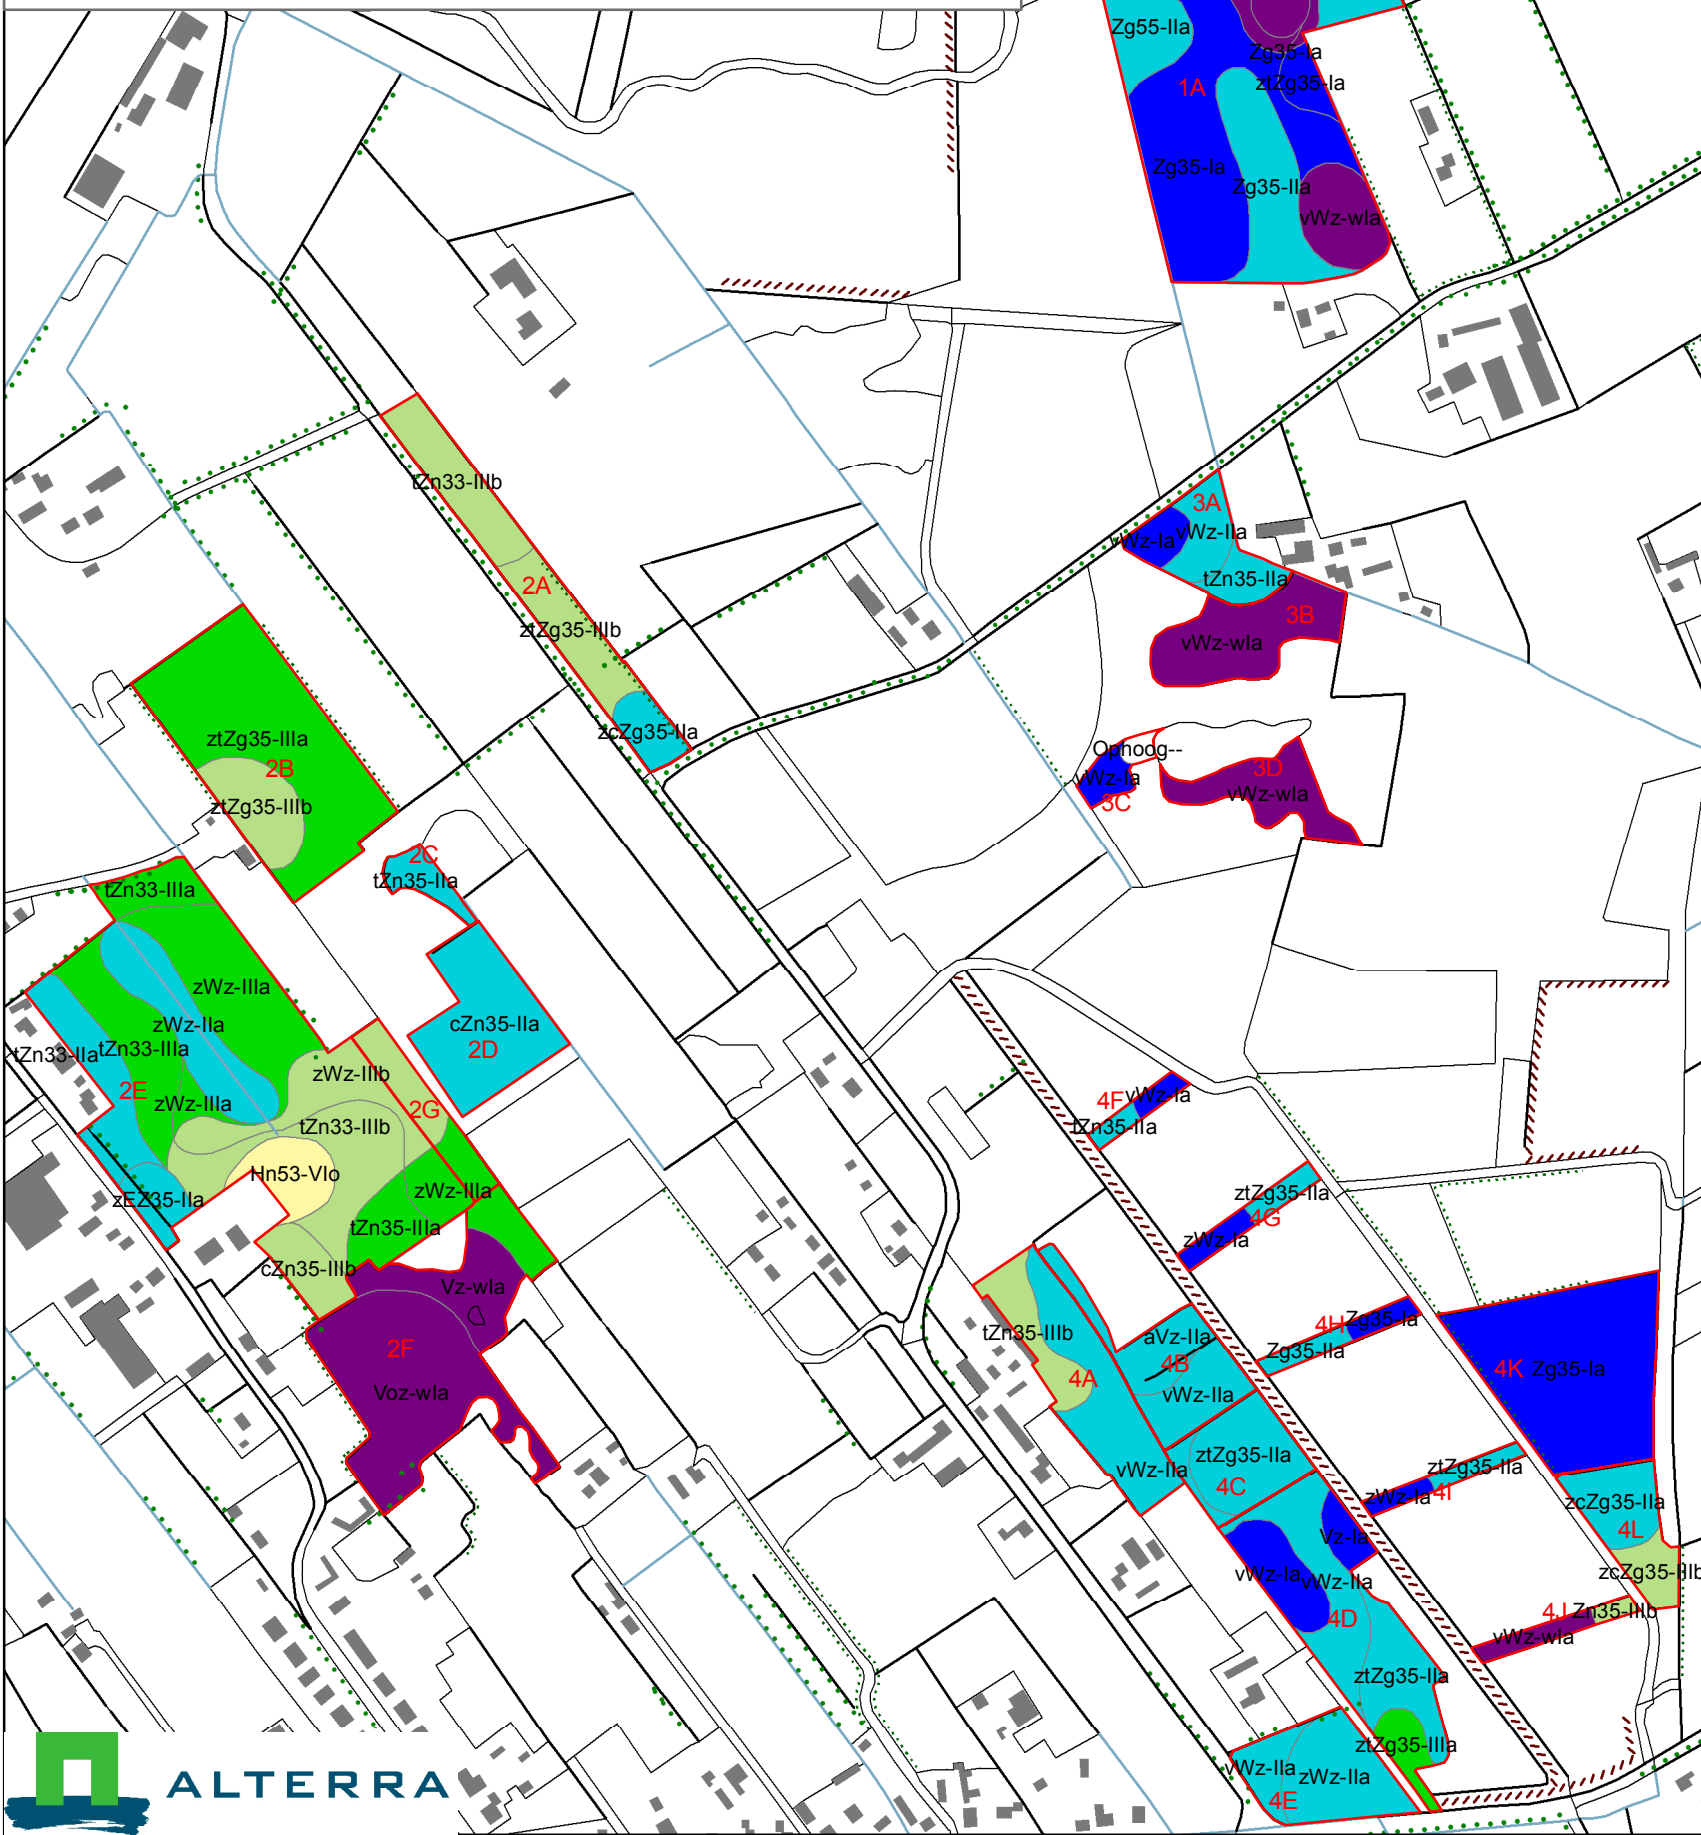 Zg55-IIa
Zg35-Ia
ztZg35-Ia
1A
Zg35-Ia
Zg35-IIa
vWz-wIa
tZn33-IIIb
2A
ztZg35-IIIb
zcZg35-IIa
3A
vWz-Ia
vWz-IIa
tZn35-IIa
3B
vWz-wIa
Ophoog--
vWz-Ia
3C
3D
vWz-wIa
ztZg35-IIIa
2B
ztZg35-IIIb
2C
tZn35-IIa
tZn33-IIIa
zWz-IIIa
zWz-IIa
tZn33-IIa
tZn33-IIIa
cZn35-IIa
2D
2E
zWz-IIIa
zWz-IIIb
2G
tZn33-IIIb
Hn53-VIo
zEZ35-IIa
zWz-IIIa
tZn35-IIIa
cZn35-IIIb
Vz-wIa
2F
Voz-wIa
4F
vWz-Ia
tZn35-IIa
ztZg35-IIa
4G
zWz-Ia
4H
Zg35-Ia
Zg35-IIa
tZn35-IIIb
4A
aVz-IIa
4B
vWz-IIa
4K
Zg35-Ia
vWz-IIa
ztZg35-IIa
4C
ztZg35-IIa
zWz-Ia
4I
zcZg35-IIa
4L
zcZg35-IIIb
Vz-Ia
vWz-Ia
vWz-IIa
4D
4J
Zn35-IIIb
vWz-wIa
ztZg35-IIa
ztZg35-IIIa
vWz-IIa
zWz-IIa
4E
ALTERRA